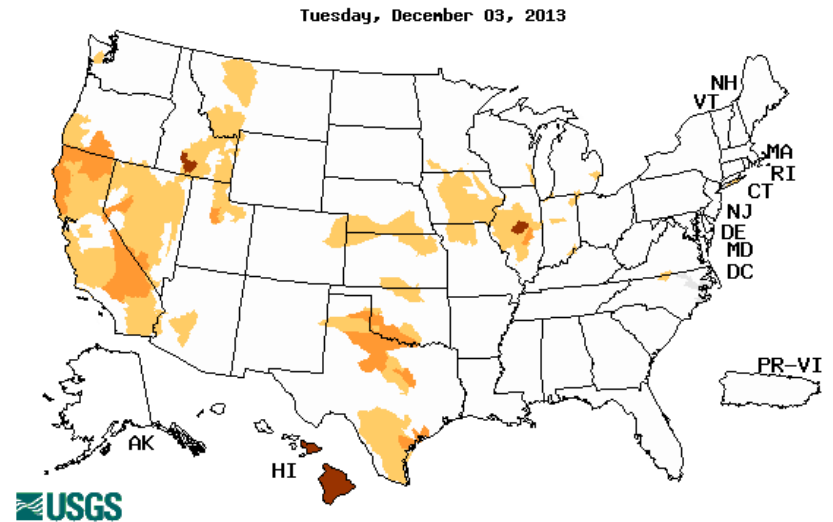 Tuesday, December 03, 2013
NH
VT
MA
RI
CT
NJ
DE
MD
DC
PR-VI
AK
HI
USGS